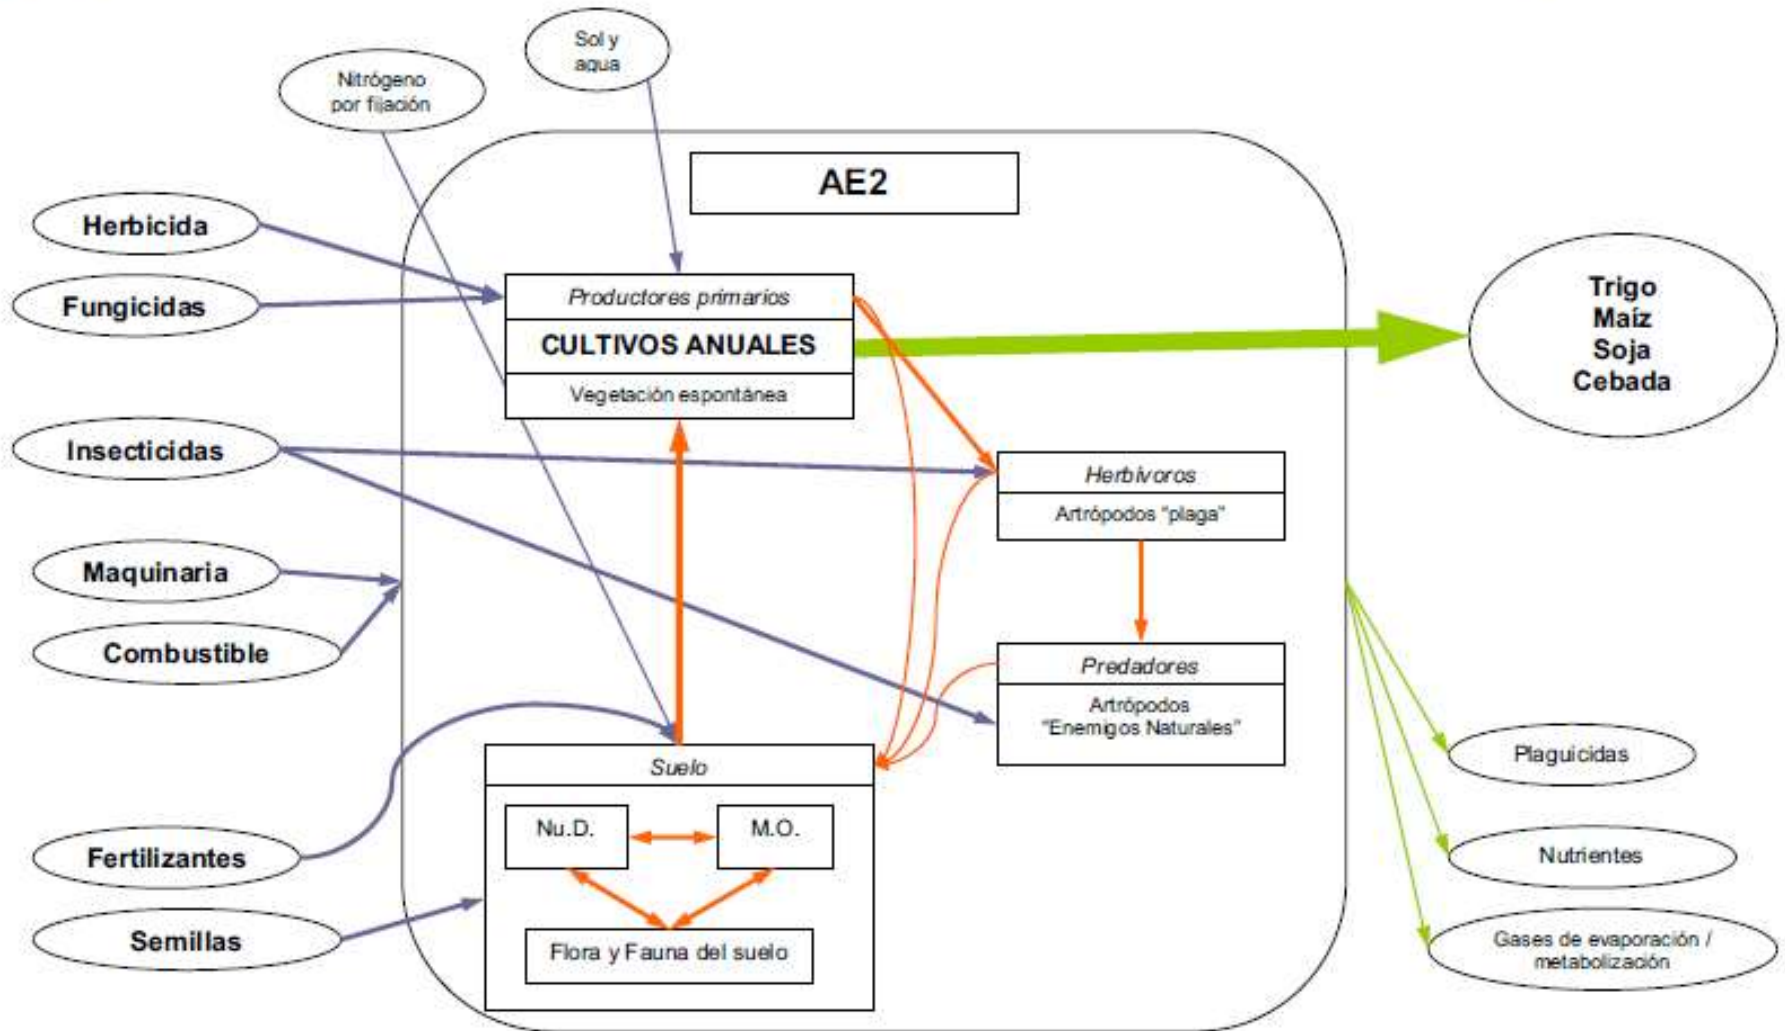 Sol y
agua
Nitrógeno
por fijación
AE2
Herbicida
Fungicidas
Productores primarios
CULTIVOS ANUALES
Vegetación espontánea
Trigo
Maíz
Soja
Cebada
Insecticidas
Herbívoros
Artrópodos "plaga"
Maquinaria
Combustible
Predadores
Artrópodos
"Enemigos Naturales"
Suelo
Nu.D.
M.O.
Flora y Fauna del suelo
Fertilizantes
Semillas
Plaguicidas
Nutrientes
Gases de evaporación /
metabolización